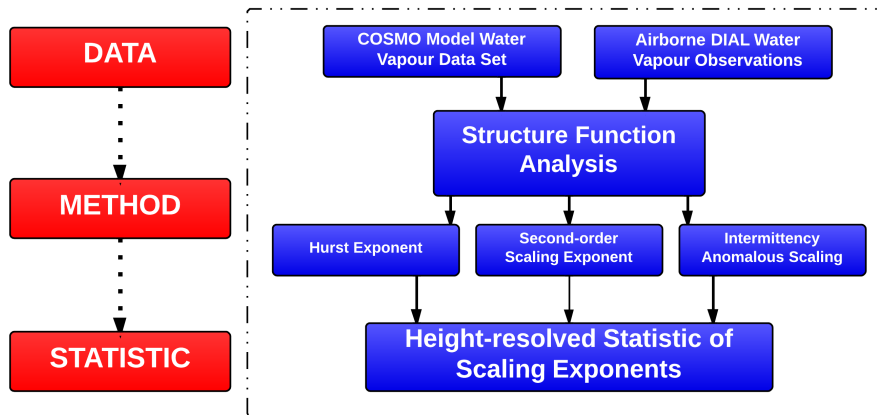 DATA
METHOD
STATISTIC
COSMO Model Water
Vapour Data Set
Airborne DIAL Water
Vapour Observations
Structure Function
Analysis
Hurst Exponent
Second-order
Scaling Exponent
Intermittency
Anomalous Scaling
Height-resolved Statistic of
Scaling Exponents